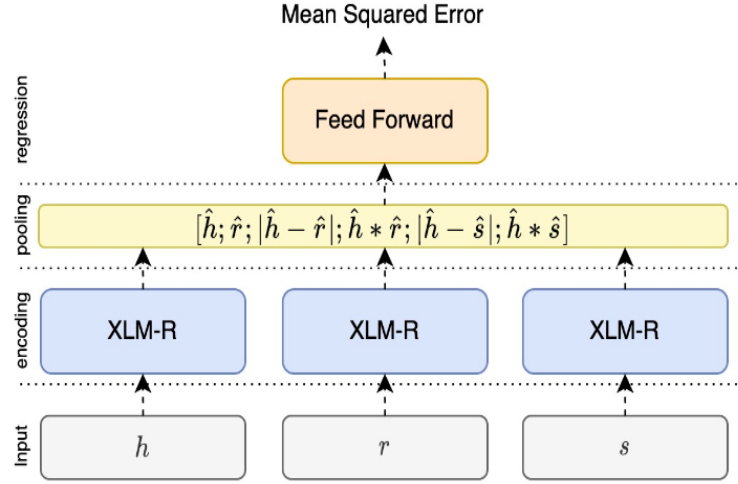 Mean Squared Error
regression
Feed Forward
pooling
[ĥ; r̂; |ĥ − r̂|; ĥ ∗ r̂; |ĥ − ŝ|; ĥ ∗ ŝ]
encoding
XLM-R XLM-R XLM-R
Input
h r s